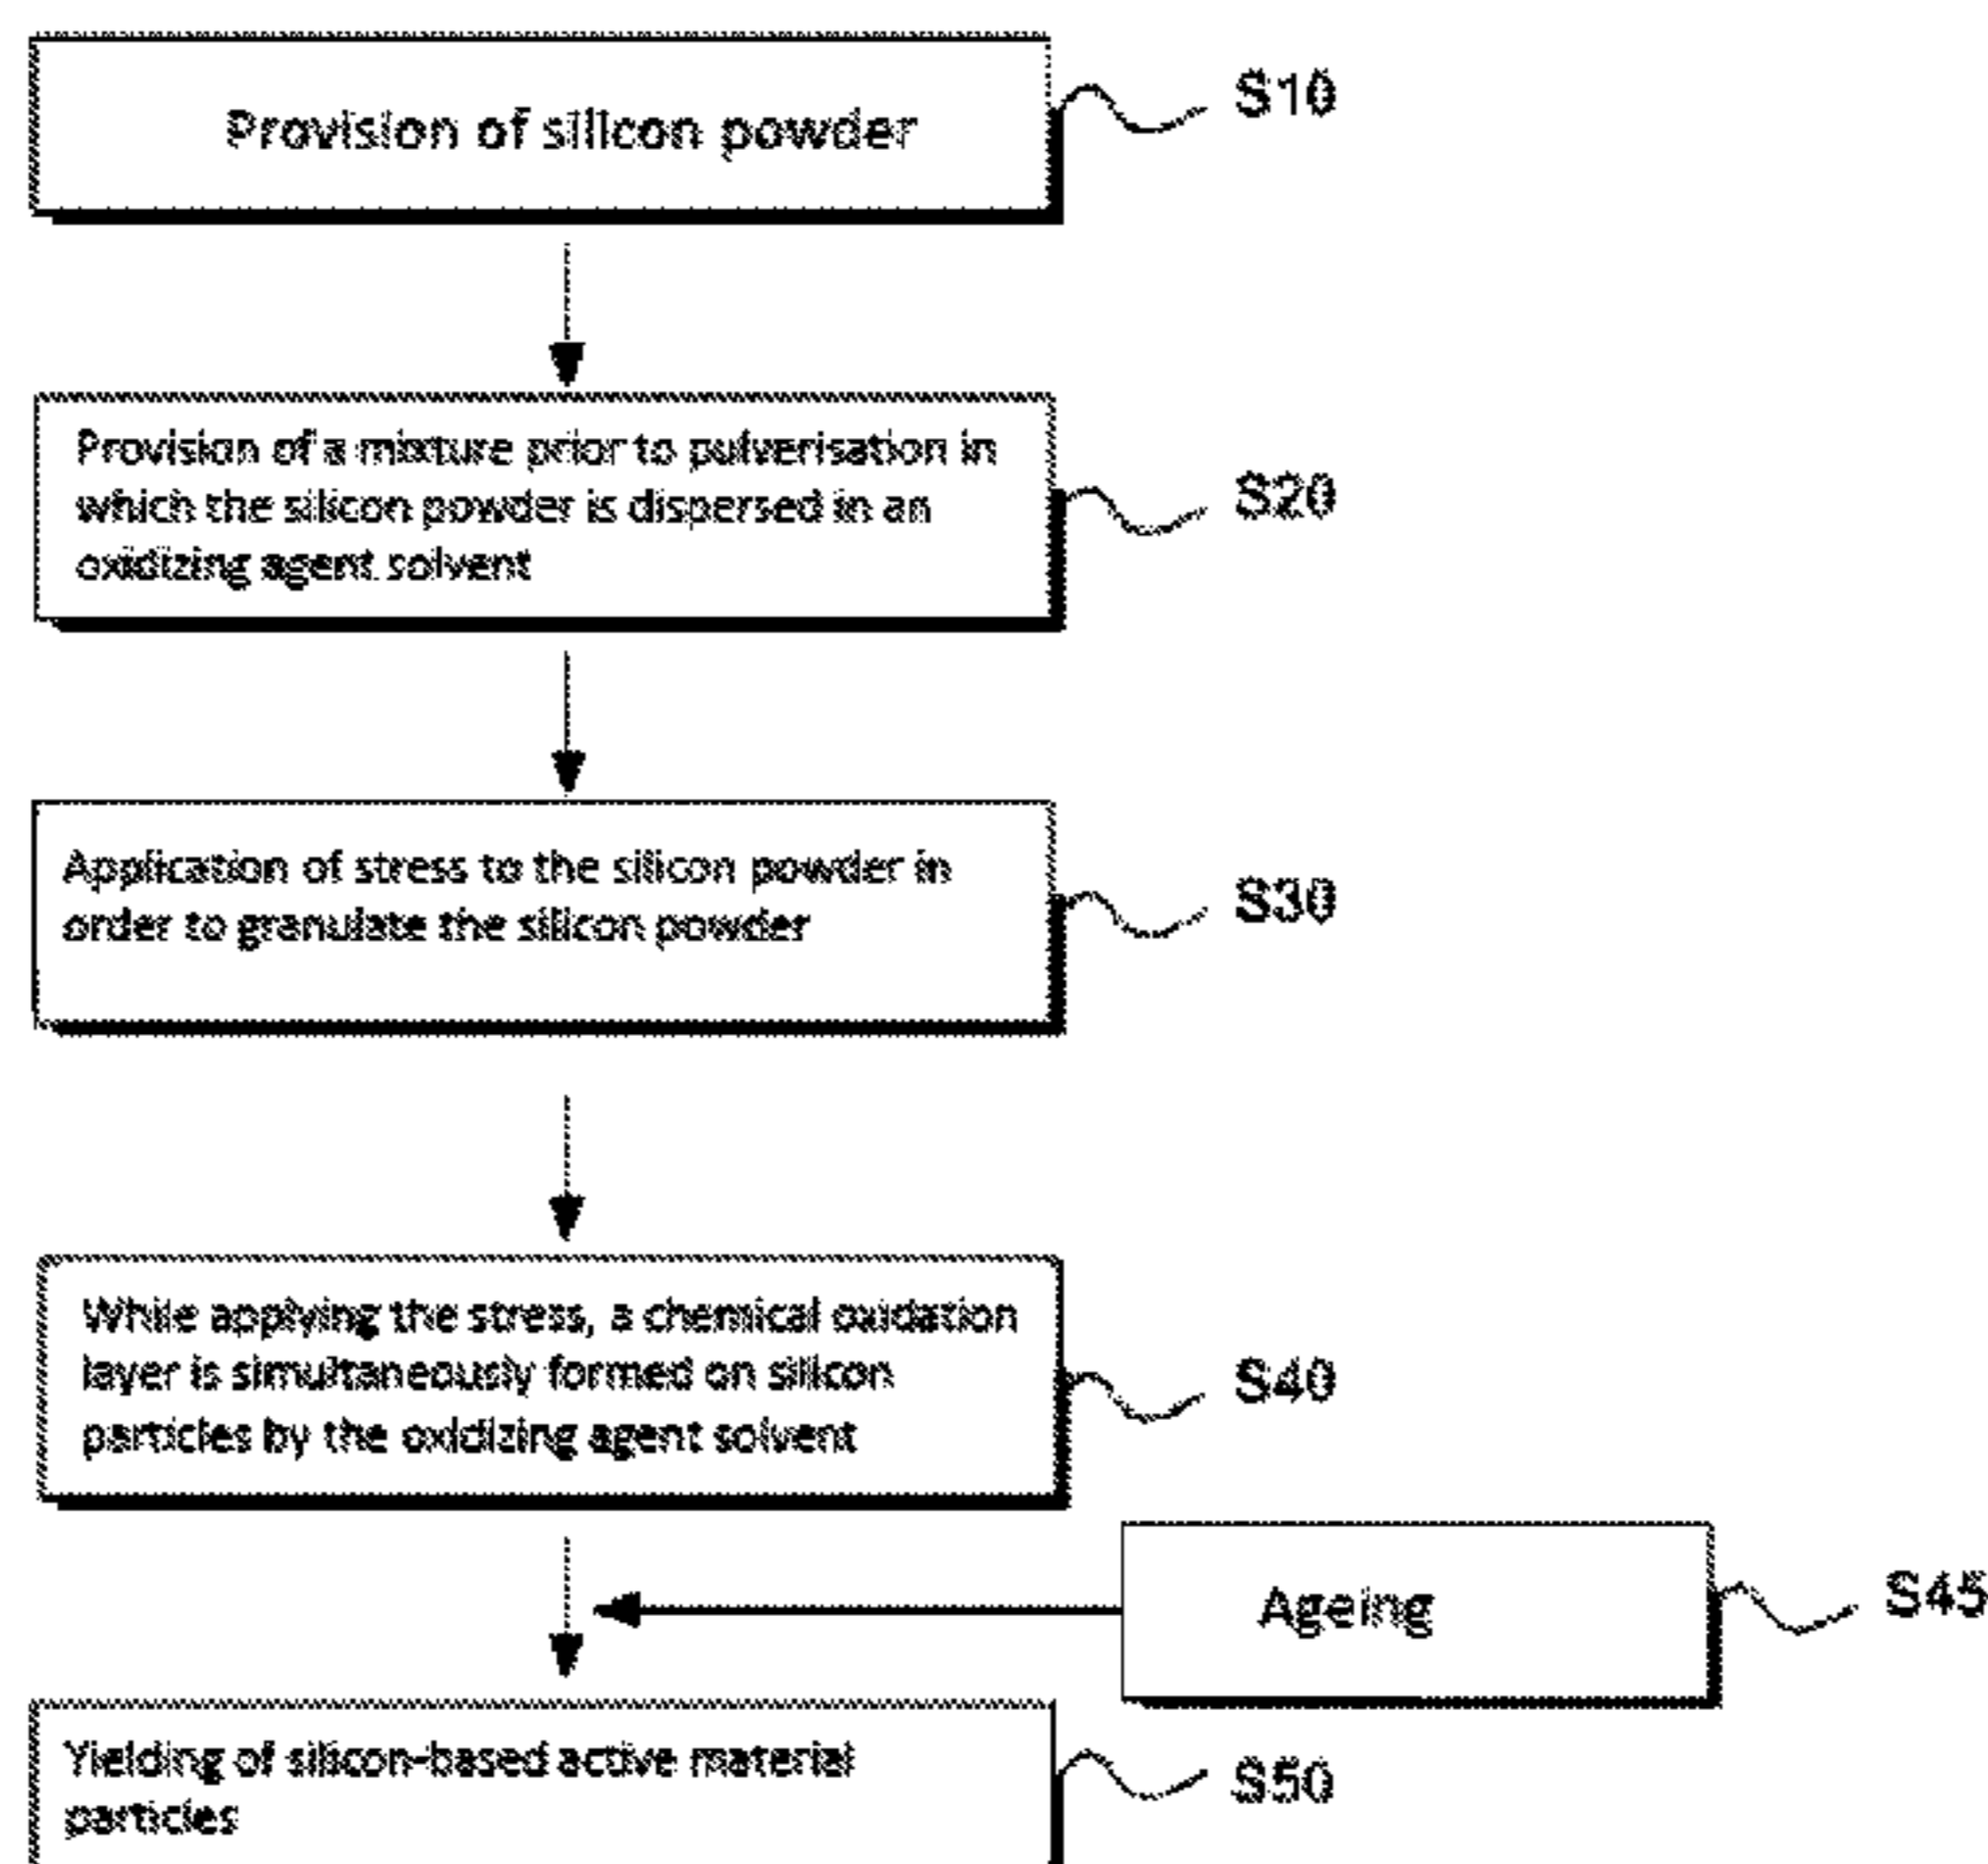 Provision of silicon powder
S10
Provision of a mixture prior to pulverisation in
which the silicon powder is dispersed in an
oxidizing agent solvent
S20
Application of stress to the silicon powder in
order to granulate the silicon powder
S30
While applying the stress, a chemical oxidation
layer is simultaneously formed on silicon
particles by the oxidizing agent solvent
S40
Ageing
S45
Yielding of silicon-based active material
particles
S50